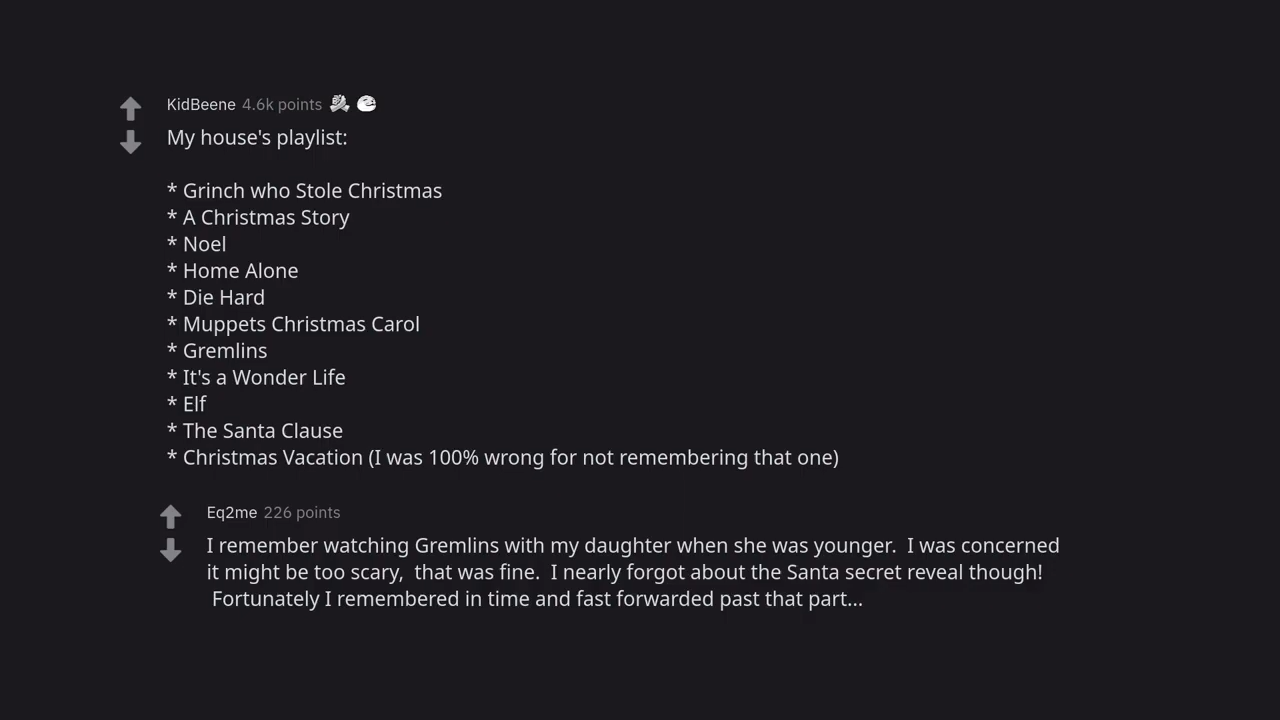 KidBeene 4.6k points
My house's playlist:
* Grinch who Stole Christmas
* A Christmas Story
* Noel
* Home Alone
* Die Hard
* Muppets Christmas Carol
* Gremlins
* It's a Wonder Life
* Elf
* The Santa Clause
* Christmas Vacation (I was 100% wrong for not remembering that one)
Eq2me 226 points
I remember watching Gremlins with my daughter when she was younger.  I was concerned
it might be too scary,  that was fine.  I nearly forgot about the Santa secret reveal though!
Fortunately I remembered in time and fast forwarded past that part...